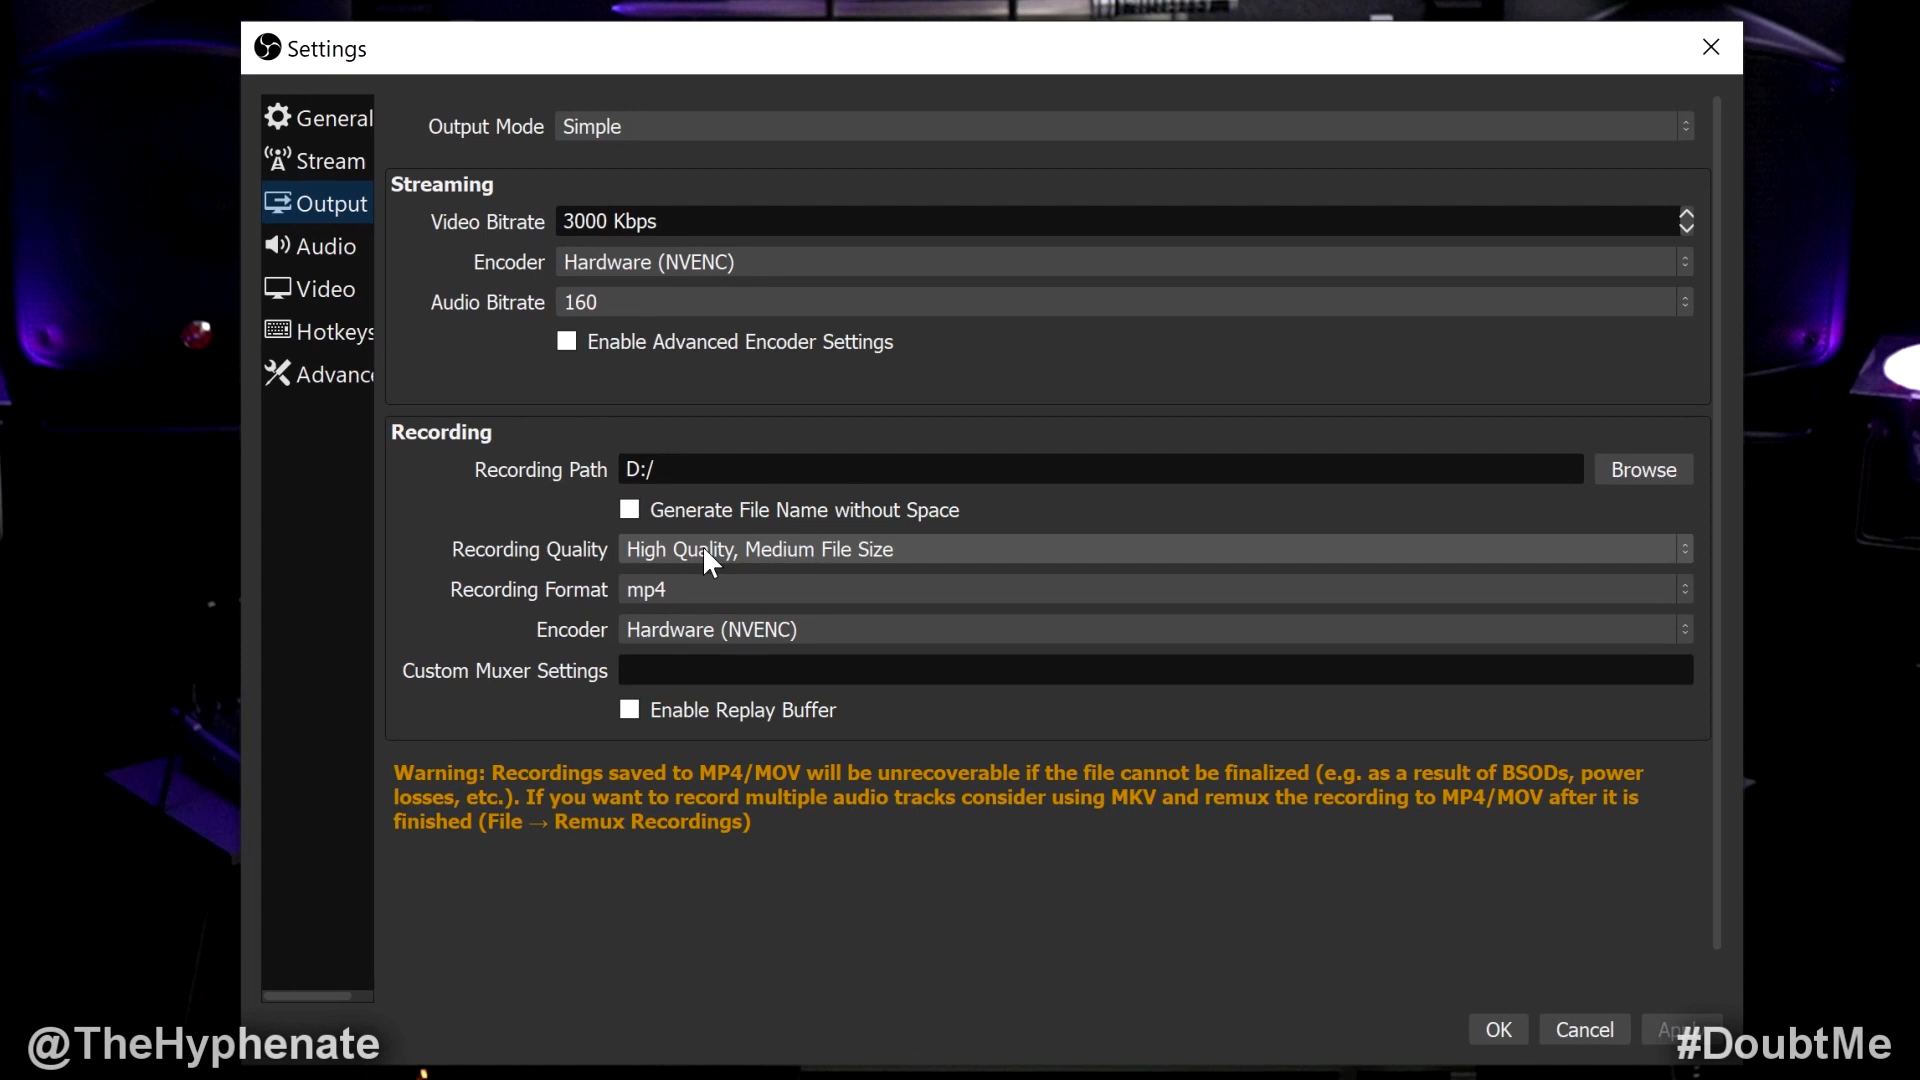 Settings
General
Stream
Output
Audio
Video
Hotkeys
Advanc
Output Mode Simple
Streaming
Video Bitrate 3000 Kbps
Encoder Hardware (NVENC)
Audio Bitrate 160
Enable Advanced Encoder Settings
Recording
Recording Path D:/ Browse
Generate File Name without Space
Recording Quality High Quality, Medium File Size
Recording Format mp4
Encoder Hardware (NVENC)
Custom Muxer Settings
Enable Replay Buffer
Warning: Recordings saved to MP4/MOV will be unrecoverable if the file cannot be finalized (e.g. as a result of BSODs, power
losses, etc.). If you want to record multiple audio tracks consider using MKV and remux the recording to MP4/MOV after it is
finished (File → Remux Recordings)
OK Cancel
@TheHyphenate #DoubtMe